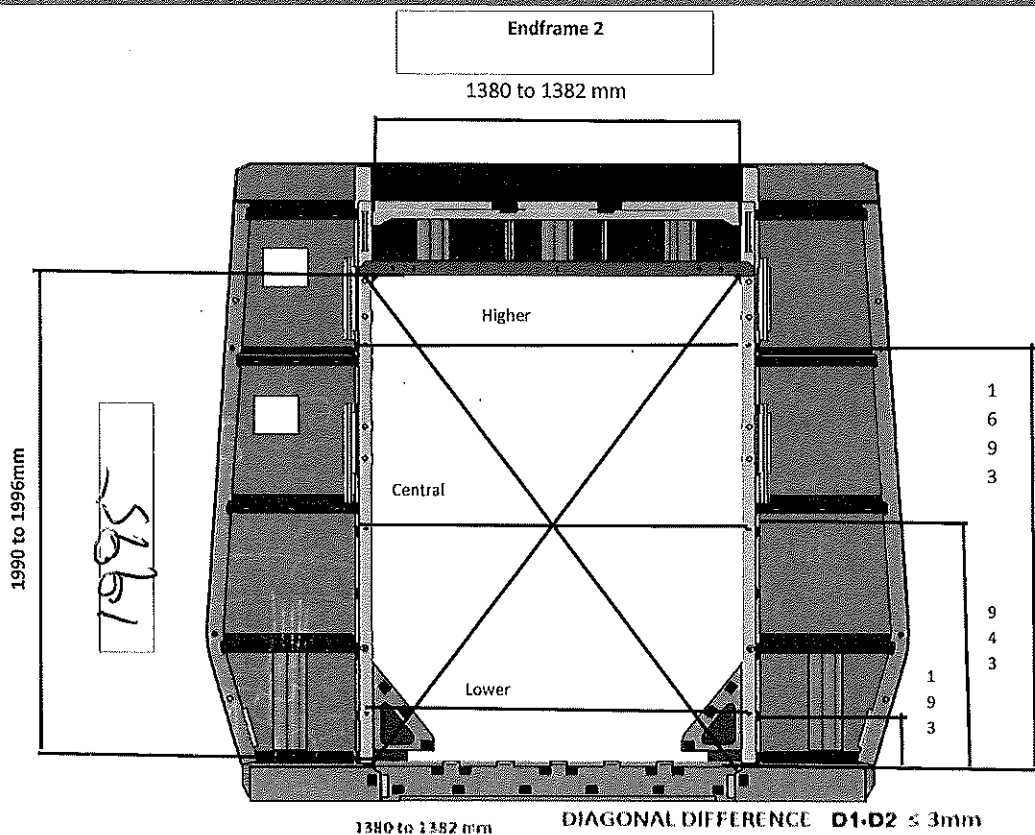 Endframe 2
1380 to 1382 mm
Higher
1
6
9
3
Central
1990 to 1996mm
1995
9
4
3
Lower
1
9
3
1380 to 1382 mm
DIAGONAL DIFFERENCE D1-D2 ≤ 3mm